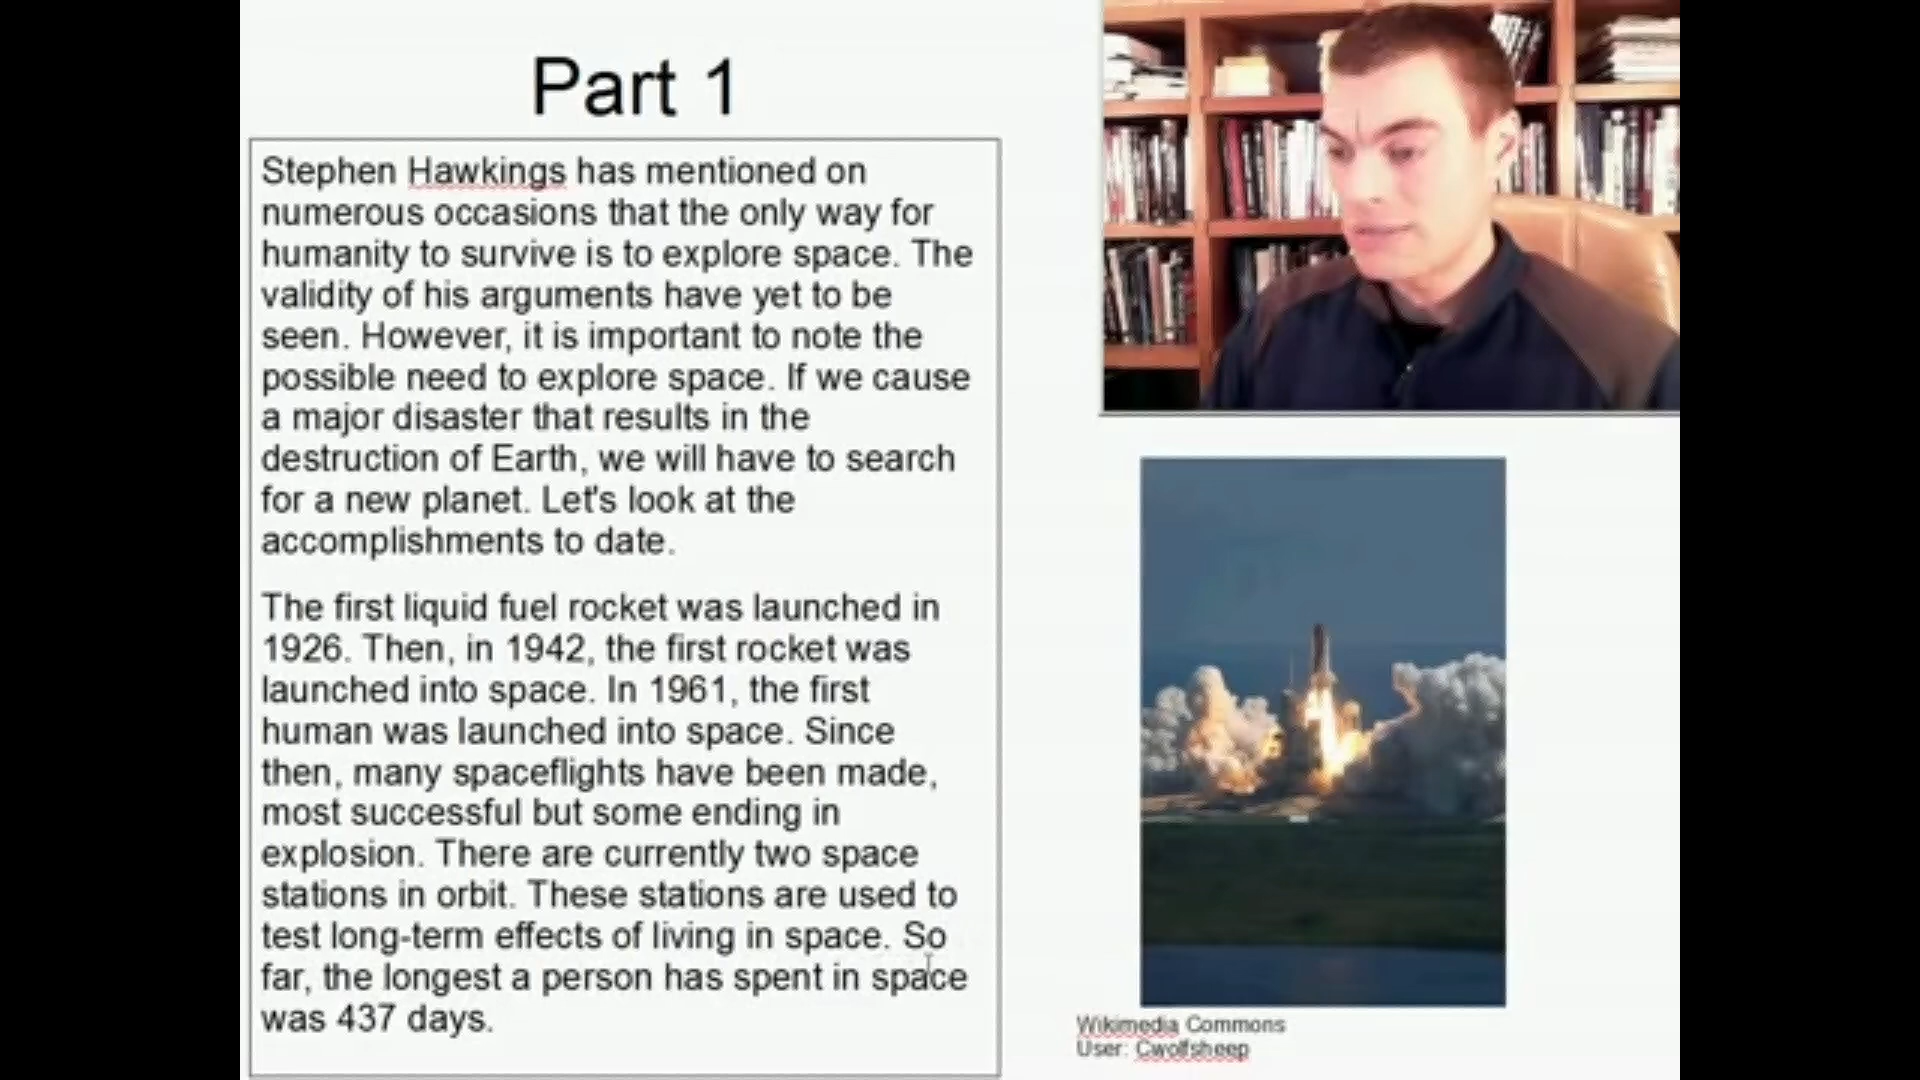 Part 1
Stephen Hawkings has mentioned on
numerous occasions that the only way for
humanity to survive is to explore space. The
validity of his arguments have yet to be
seen. However, it is important to note the
possible need to explore space. If we cause
a major disaster that results in the
destruction of Earth, we will have to search
for a new planet. Let's look at the
accomplishments to date.
The first liquid fuel rocket was launched in
1926. Then, in 1942, the first rocket was
launched into space. In 1961, the first
human was launched into space. Since
then, many spaceflights have been made,
most successful but some ending in
explosion. There are currently two space
stations in orbit. These stations are used to
test long-term effects of living in space. So
far, the longest a person has spent in space
was 437 days.
Wikimedia Commons
User: Cwolfsheep